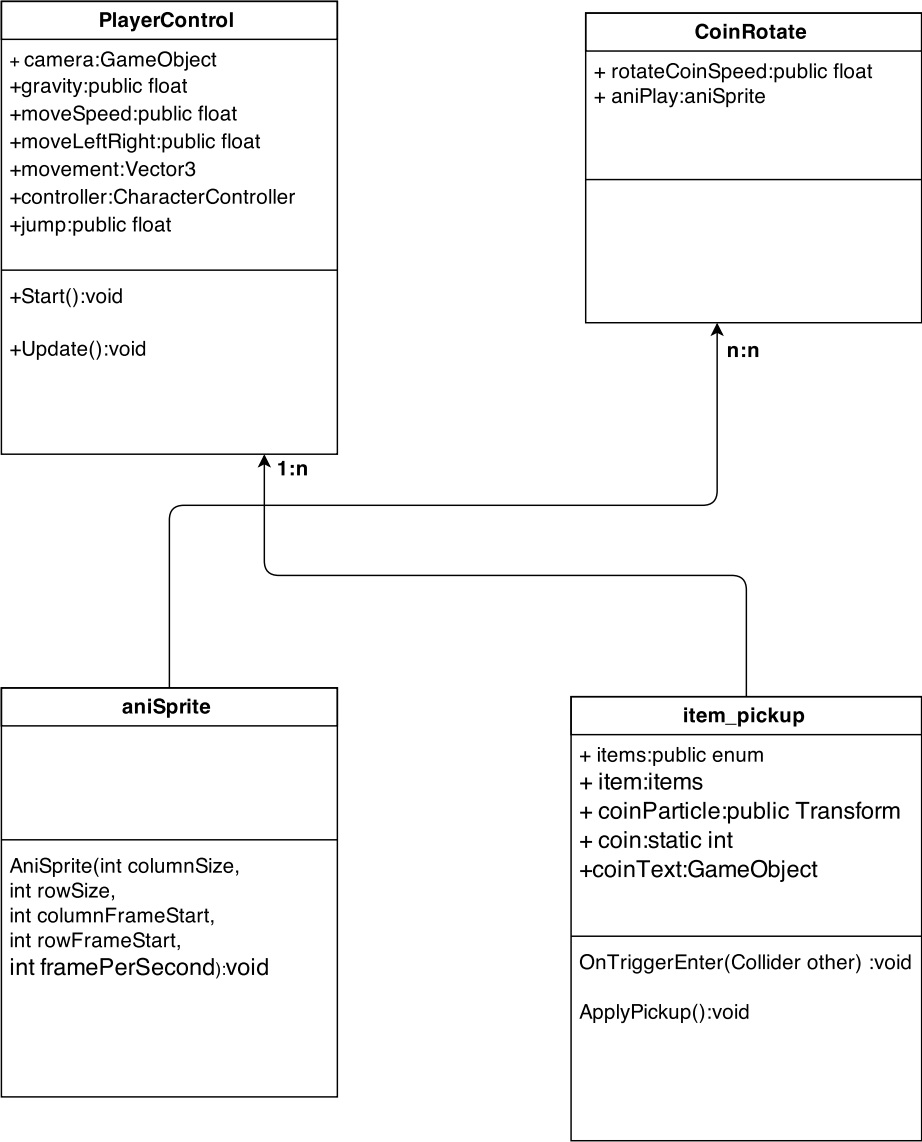 PlayerControl
+ camera:GameObject
+gravity:public float
+moveSpeed:public float
+moveLeftRight:public float
+movement:Vector3
+controller:CharacterController
+jump:public float
+Start():void
+Update():void
CoinRotate
+ rotateCoinSpeed:public float
+ aniPlay:aniSprite
n:n
1:n
aniSprite
AniSprite(int columnSize,
int rowSize,
int columnFrameStart,
int rowFrameStart,
int framePerSecond):void
item_pickup
+ items:public enum
+ item:items
+ coinParticle:public Transform
+ coin:static int
+coinText:GameObject
OnTriggerEnter(Collider other) :void
ApplyPickup():void